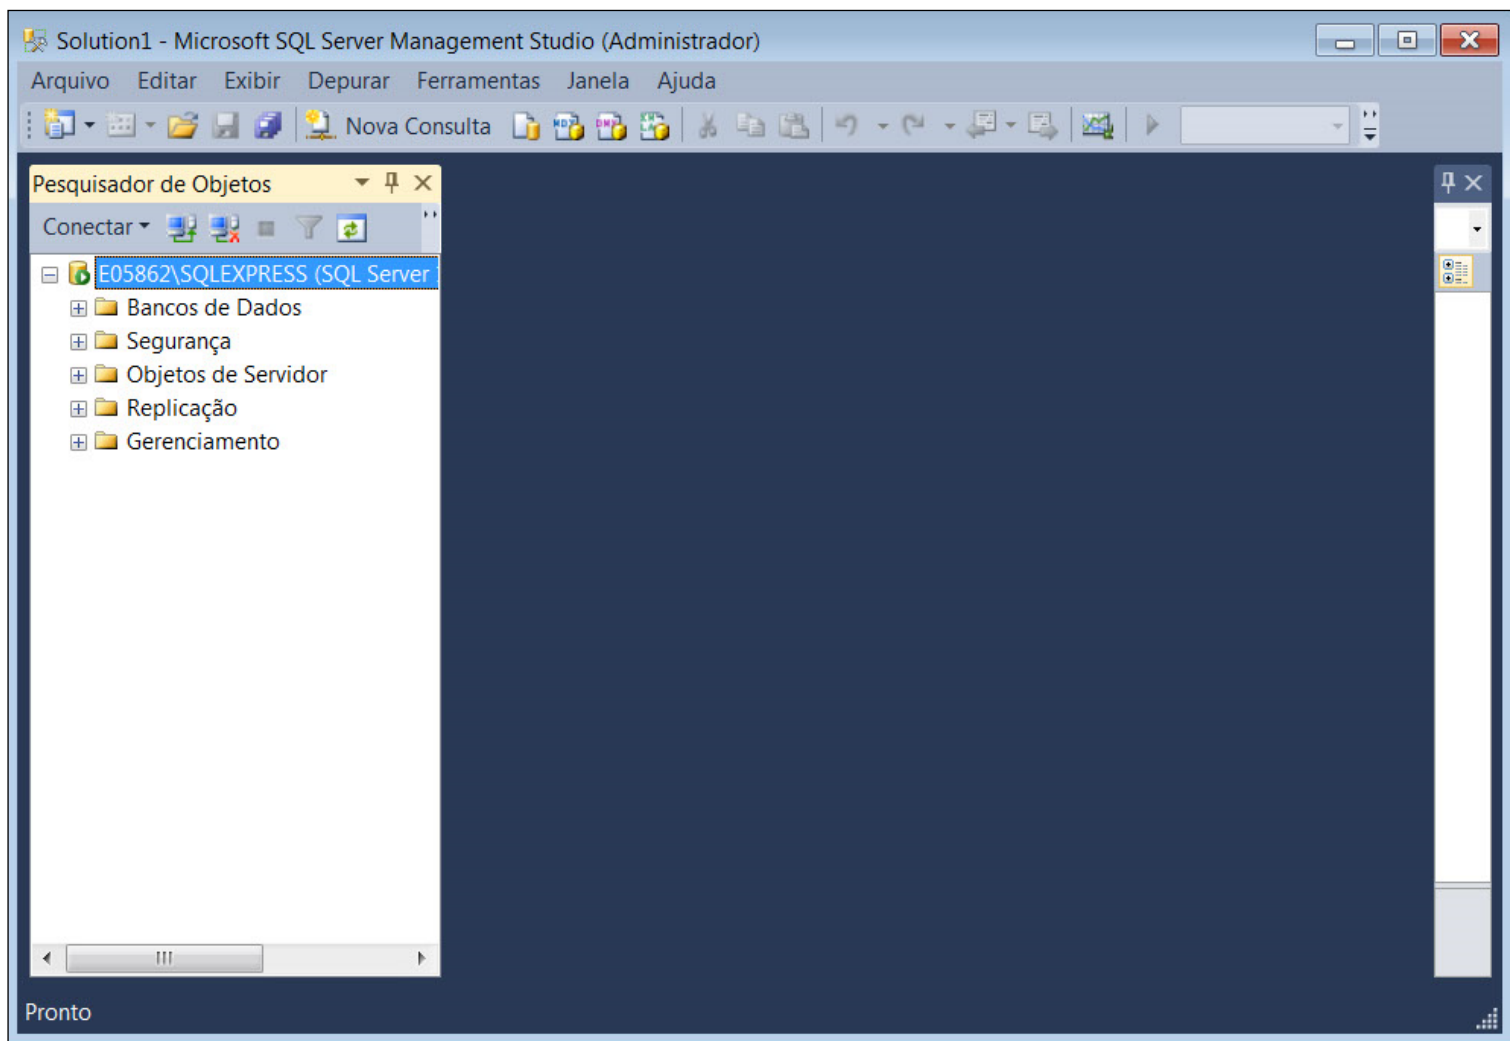 Solution1 - Microsoft SQL Server Management Studio (Administrador)
Arquivo Editar Exibir Depurar Ferramentas Janela Ajuda
Nova Consulta
Pesquisador de Objetos
Conectar
E05862\SQLEXPRESS (SQL Server
Bancos de Dados
Segurança
Objetos de Servidor
Replicação
Gerenciamento
Pronto